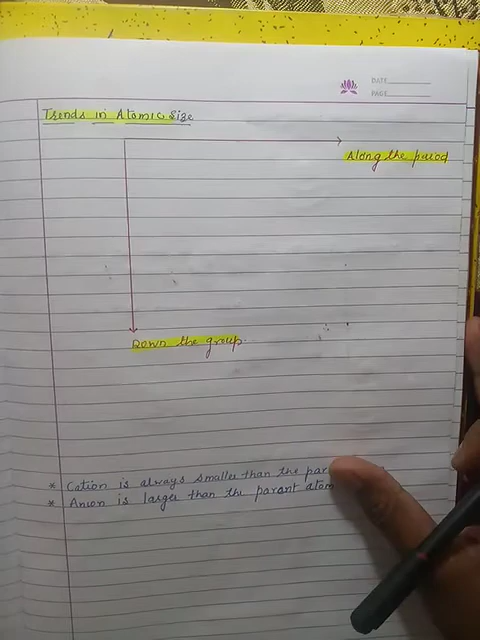 DATE
PAGE
Trends in Atomic Size
Along the period
Down the group.
* Cation is always smaller than the par
* Anion is larger than the parant atom